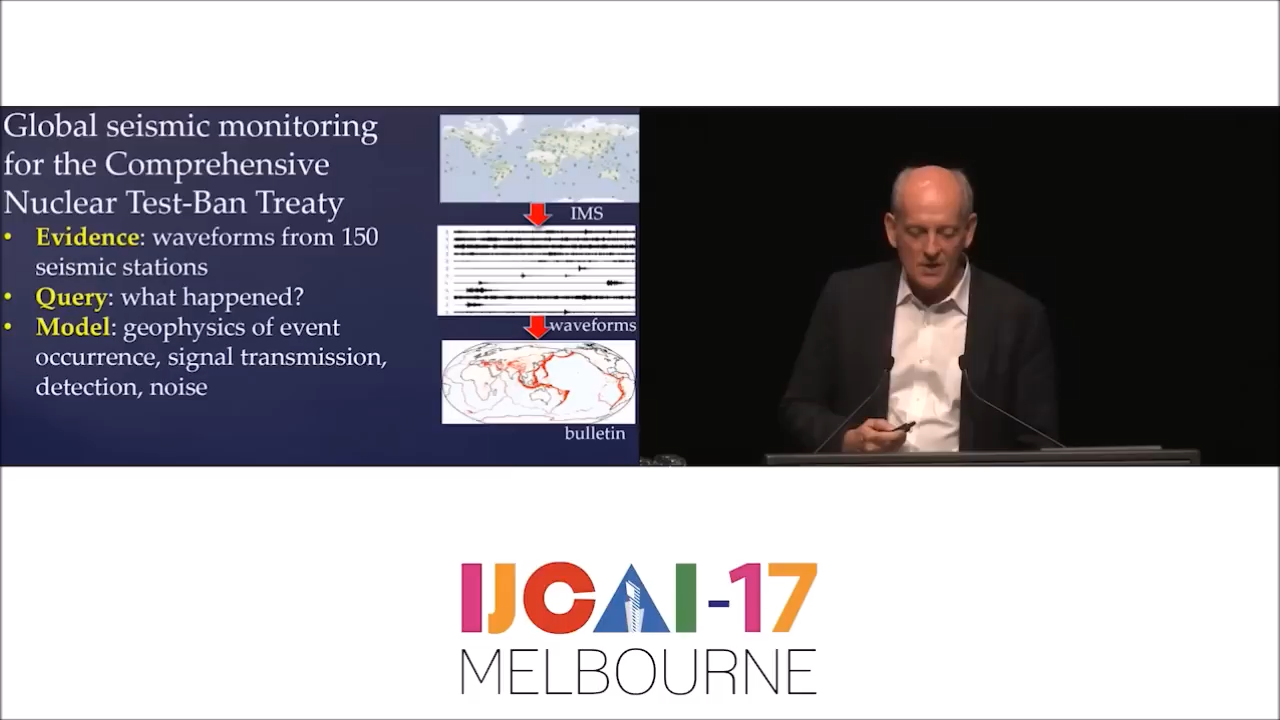 Global seismic monitoring
for the Comprehensive
Nuclear Test-Ban Treaty
• Evidence: waveforms from 150
seismic stations
• Query: what happened?
• Model: geophysics of event
occurrence, signal transmission,
detection, noise
IMS
waveforms
bulletin
IJCAI-17
MELBOURNE